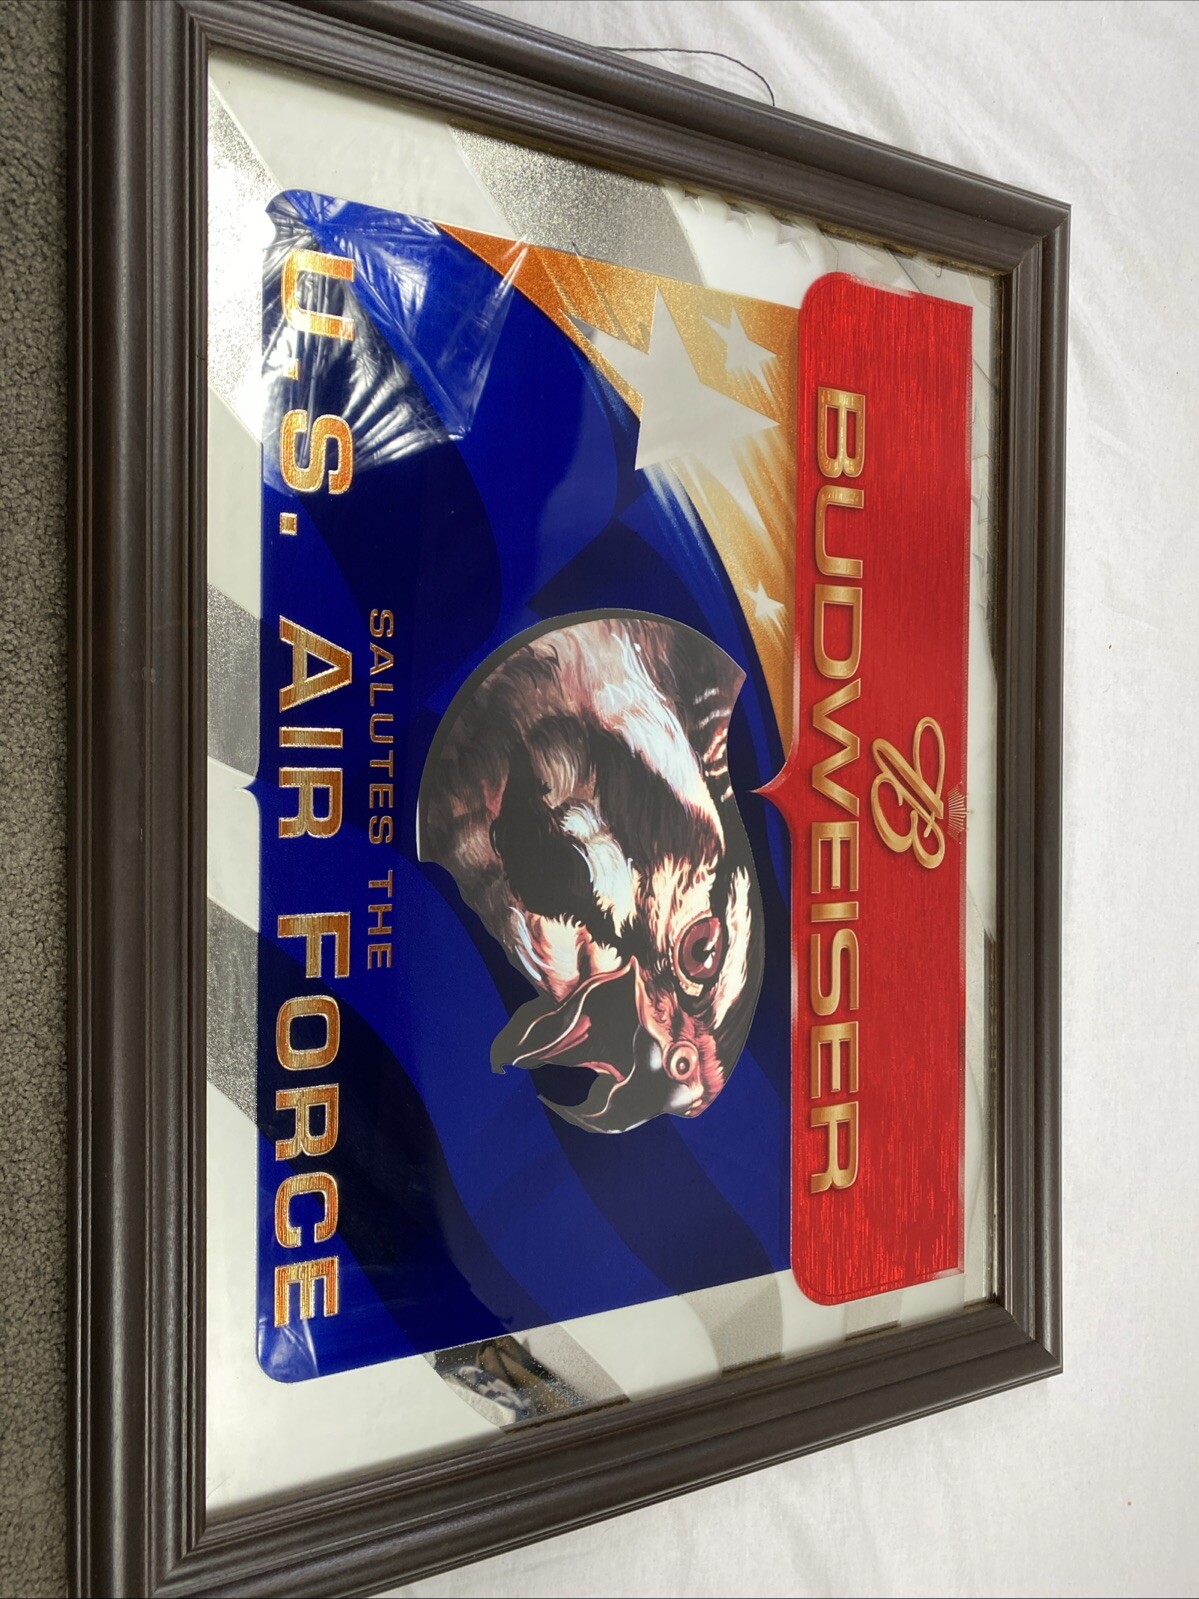 B
BUDWEISER
SALUTES THE
U.S. AIR FORCE